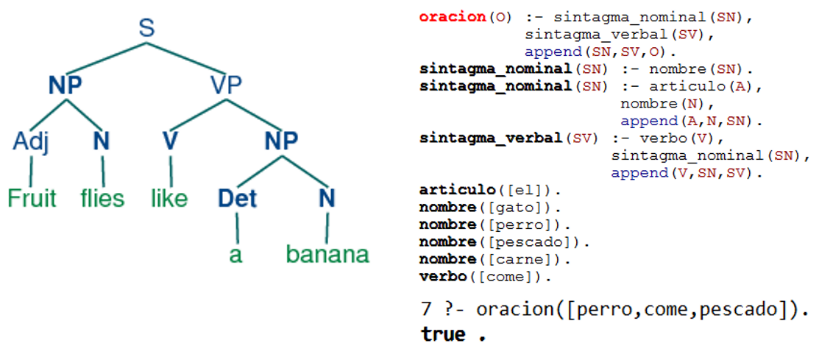 S
NP VP
Adj N V NP
Fruit flies like Det N
a banana
oracion(O) :- sintagma_nominal(SN),
sintagma_verbal(SV),
append(SN,SV,O).
sintagma_nominal(SN) :- nombre(SN).
sintagma_nominal(SN) :- articulo(A),
nombre(N),
append(A,N,SN).
sintagma_verbal(SV) :- verbo(V),
sintagma_nominal(SN),
append(V,SN,SV).
articulo([el]).
nombre([gato]).
nombre([perro]).
nombre([pescado]).
nombre([carne]).
verbo([come]).
7 ?- oracion([perro,come,pescado]).
true .